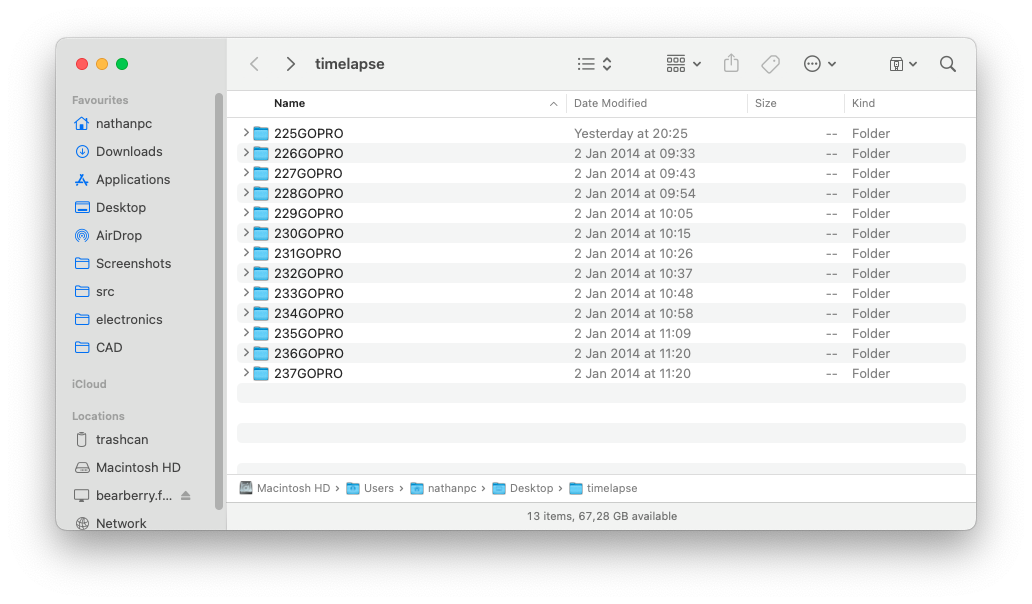 timelapse
Favourites
nathanpc
Downloads
Applications
Desktop
AirDrop
Screenshots
src
electronics
CAD
iCloud
Locations
trashcan
Macintosh HD
bearberry.f...
Network
Name Date Modified Size Kind
225GOPRO Yesterday at 20:25 -- Folder
226GOPRO 2 Jan 2014 at 09:33 -- Folder
227GOPRO 2 Jan 2014 at 09:43 -- Folder
228GOPRO 2 Jan 2014 at 09:54 -- Folder
229GOPRO 2 Jan 2014 at 10:05 -- Folder
230GOPRO 2 Jan 2014 at 10:15 -- Folder
231GOPRO 2 Jan 2014 at 10:26 -- Folder
232GOPRO 2 Jan 2014 at 10:37 -- Folder
233GOPRO 2 Jan 2014 at 10:48 -- Folder
234GOPRO 2 Jan 2014 at 10:58 -- Folder
235GOPRO 2 Jan 2014 at 11:09 -- Folder
236GOPRO 2 Jan 2014 at 11:20 -- Folder
237GOPRO 2 Jan 2014 at 11:20 -- Folder
Macintosh HD › Users › nathanpc › Desktop › timelapse
13 items, 67,28 GB available